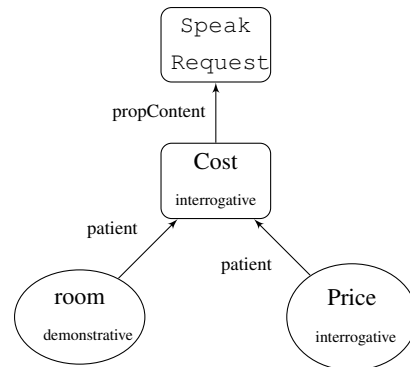 Speak
Request
propContent
Cost
interrogative
patient
patient
room
demonstrative
Price
interrogative